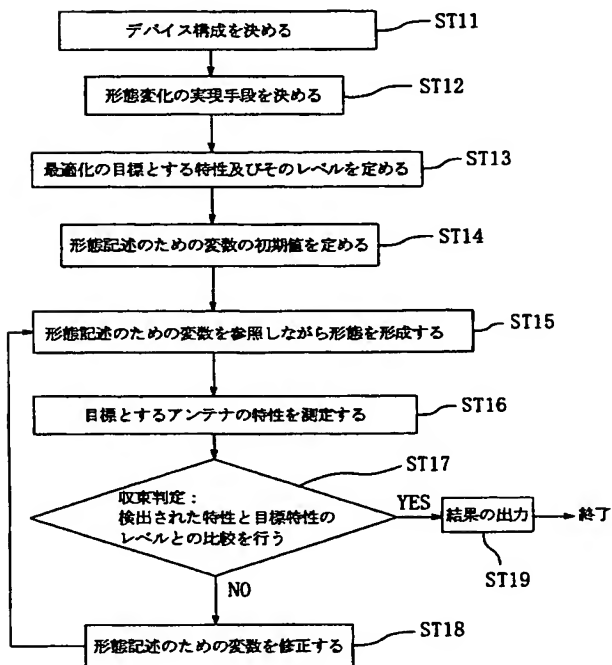 デバイス構成を決める
ST11
形態変化の実現手段を決める
ST12
最適化の目標とする特性及びそのレベルを定める
ST13
形態記述のための変数の初期値を定める
ST14
形態記述のための変数を参照しながら形態を形成する
ST15
目標とするアンテナの特性を測定する
ST16
ST17
収束判定：
検出された特性と目標特性の
レベルとの比較を行う
YES
結果の出力
終了
ST19
NO
形態記述のための変数を修正する
ST18